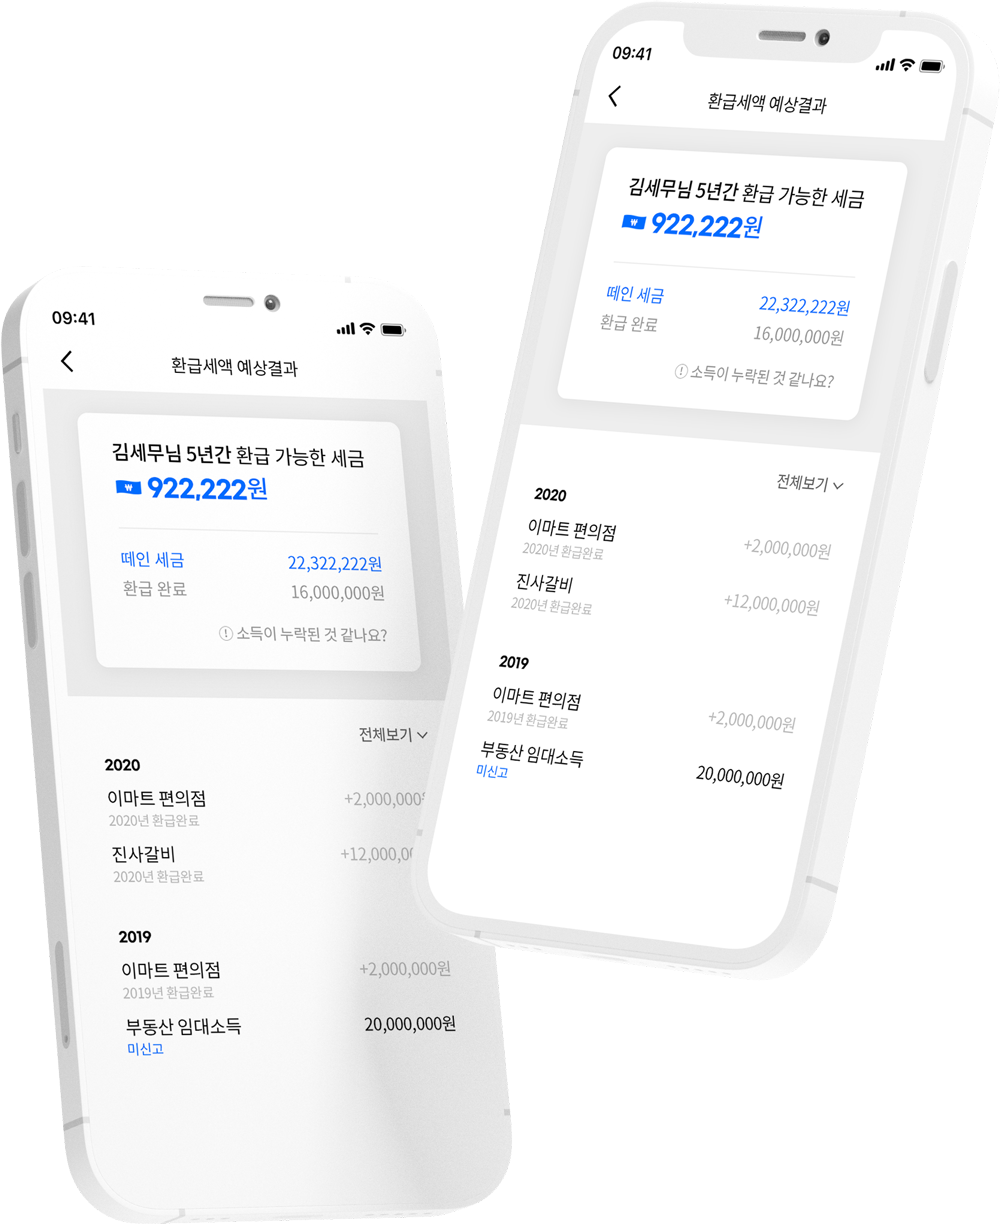 09:41
환급세액 예상결과
김세무님 5년간 환급 가능한 세금
₩ 922,222원
떼인 세금 22,322,222원
환급 완료 16,000,000원
! 소득이 누락된 것 같나요?
전체보기
2020
이마트 편의점 +2,000,000원
2020년 환급완료
진사갈비 +12,000,000원
2020년 환급완료
2019
이마트 편의점 +2,000,000원
2019년 환급완료
부동산 임대소득 20,000,000원
미신고
09:41
환급세액 예상결과
김세무님 5년간 환급 가능한 세금
₩ 922,222원
떼인 세금 22,322,222원
환급 완료 16,000,000원
! 소득이 누락된 것 같나요?
전체보기
2020
이마트 편의점 +2,000,000
2020년 환급완료
진사갈비 +12,000,0
2020년 환급완료
2019
이마트 편의점 +2,000,000원
2019년 환급완료
부동산 임대소득 20,000,000원
미신고